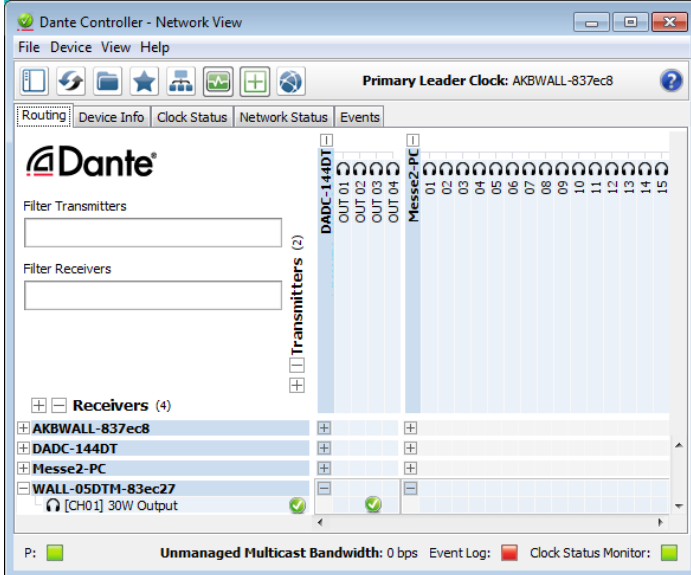 Dante Controller - Network View
File Device View Help
Primary Leader Clock: AKBWALL-837ec8
?
Routing Device Info Clock Status Network Status Events
Dante®
Filter Transmitters
Filter Receivers
Transmitters (2)
DADC-144DT
OUT 01
OUT 02
OUT 03
OUT 04
Messe2-PC
01
02
03
04
05
06
07
08
09
10
11
12
13
14
15
Receivers (4)
AKBWALL-837ec8
DADC-144DT
Messe2-PC
WALL-05DTM-83ec27
[CH01] 30W Output
P: Unmanaged Multicast Bandwidth: 0 bps Event Log: Clock Status Monitor: